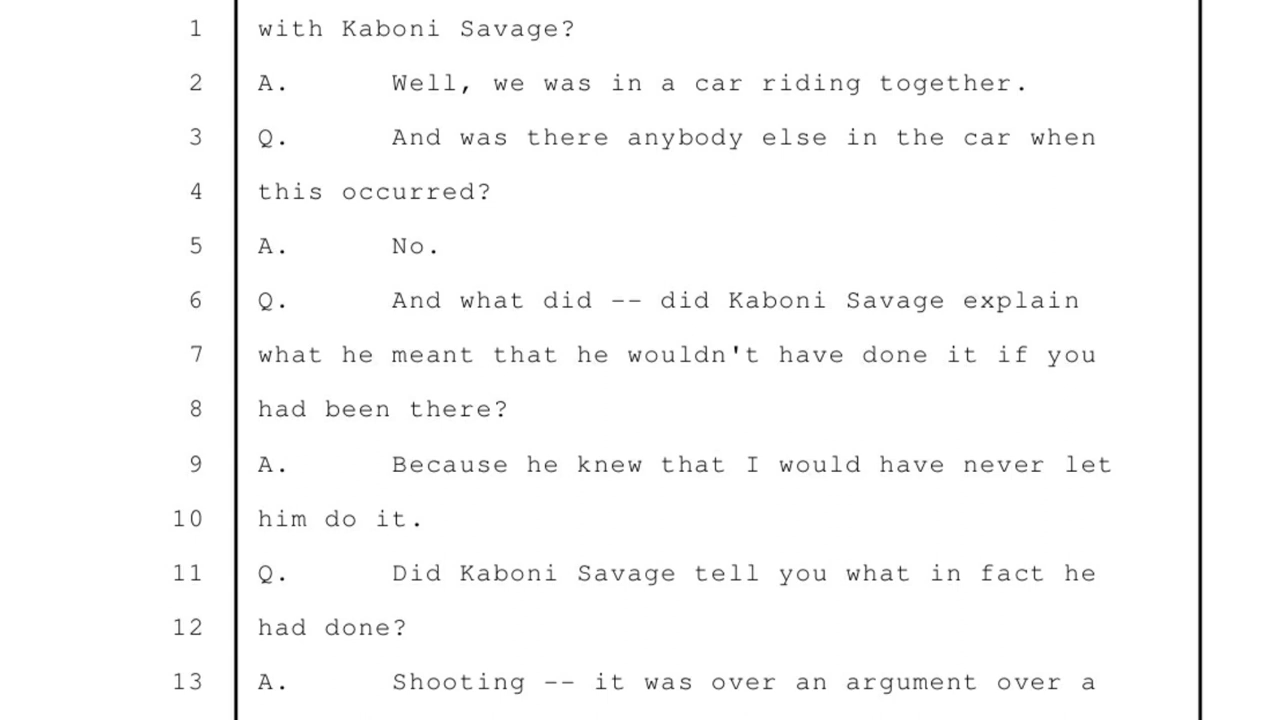 1 with Kaboni Savage?
2 A. Well, we was in a car riding together.
3 Q. And was there anybody else in the car when
4 this occurred?
5 A. No.
6 Q. And what did -- did Kaboni Savage explain
7 what he meant that he wouldn't have done it if you
8 had been there?
9 A. Because he knew that I would have never let
10 him do it.
11 Q. Did Kaboni Savage tell you what in fact he
12 had done?
13 A. Shooting -- it was over an argument over a